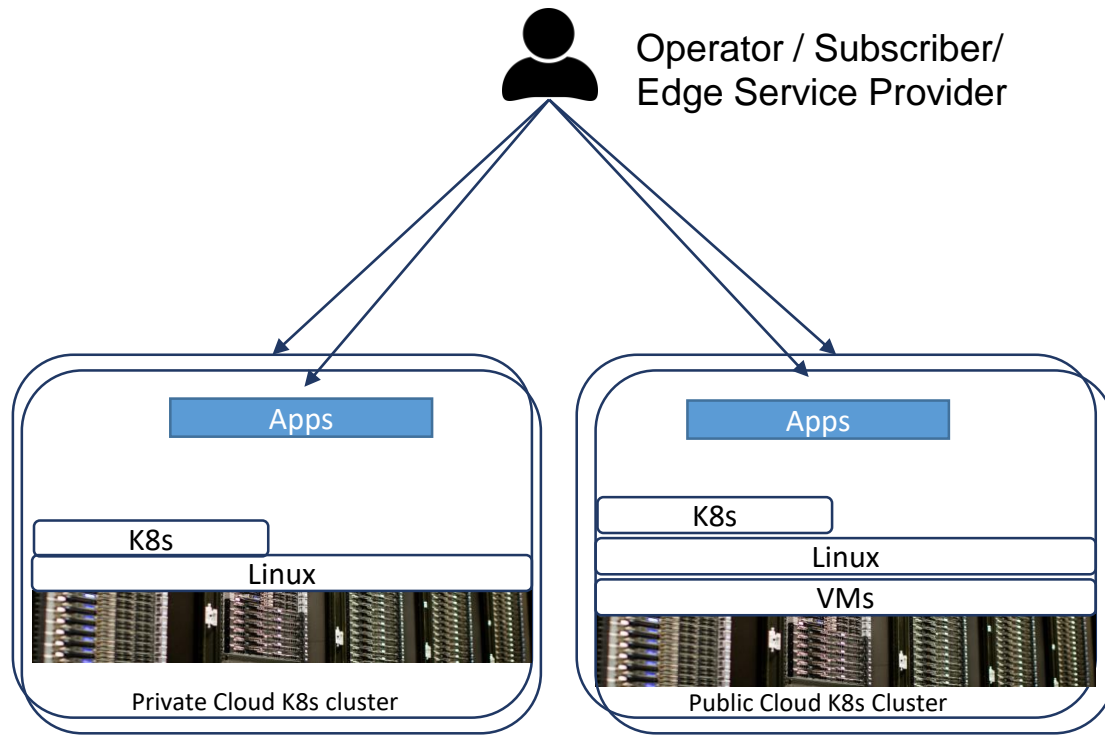 Operator / Subscriber/
Edge Service Provider
Apps
K8s
Linux
Private Cloud K8s cluster
Apps
K8s
Linux
VMs
Public Cloud K8s Cluster